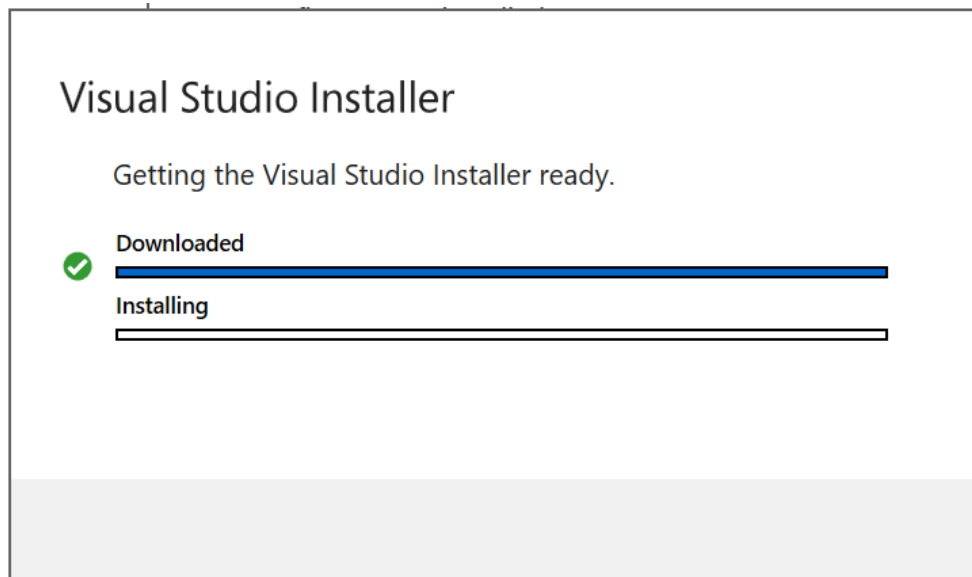 Visual Studio Installer
Getting the Visual Studio Installer ready.
Downloaded
Installing